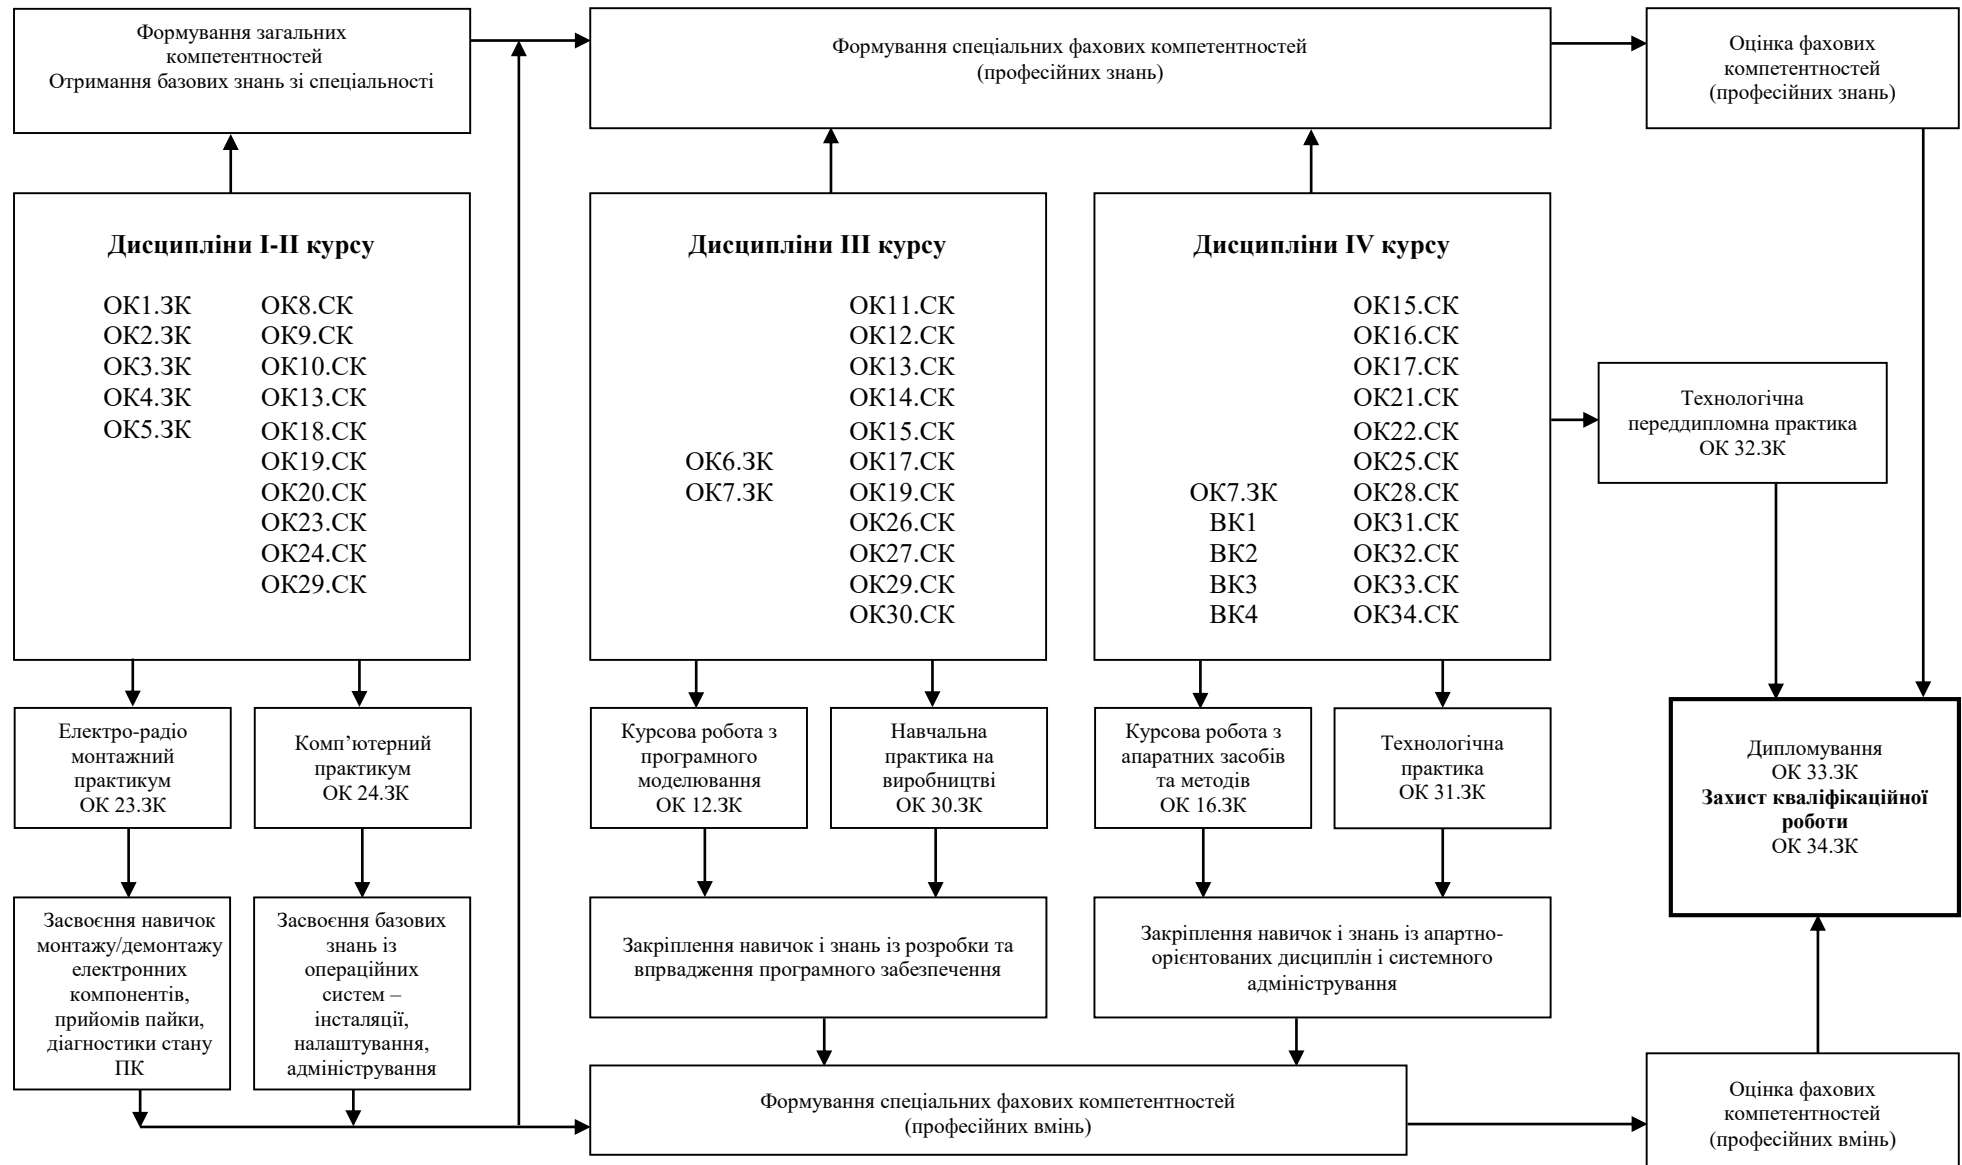 Формування загальних
компетентностей
Отримання базових знань зі спеціальності
Формування спеціальних фахових компетентностей
(професійних знань)
Оцінка фахових
компетентностей
(професійних знань)
Дисципліни І-ІІ курсу
ОК1.ЗК ОК8.СК
ОК2.ЗК ОК9.СК
ОК3.ЗК ОК10.СК
ОК4.ЗК ОК13.СК
ОК5.ЗК ОК18.СК
ОК19.СК
ОК20.СК
ОК23.СК
ОК24.СК
ОК29.СК
Дисципліни ІІІ курсу
ОК11.СК
ОК12.СК
ОК13.СК
ОК14.СК
ОК15.СК
ОК6.ЗК ОК17.СК
ОК7.ЗК ОК19.СК
ОК26.СК
ОК27.СК
ОК29.СК
ОК30.СК
Дисципліни IV курсу
ОК15.СК
ОК16.СК
ОК17.СК
ОК21.СК
ОК22.СК
ОК25.СК
ОК7.ЗК ОК28.СК
ВК1 ОК31.СК
ВК2 ОК32.СК
ВК3 ОК33.СК
ВК4 ОК34.СК
Технологічна
переддипломна практика
ОК 32.ЗК
Електро-радіо
монтажний
практикум
ОК 23.ЗК
Комп’ютерний
практикум
ОК 24.ЗК
Курсова робота з
програмного
моделювання
ОК 12.ЗК
Навчальна
практика на
виробництві
ОК 30.ЗК
Курсова робота з
апаратних засобів
та методів
ОК 16.ЗК
Технологічна
практика
ОК 31.ЗК
Дипломування
ОК 33.ЗК
Захист кваліфікаційної
роботи
ОК 34.ЗК
Засвоєння навичок
монтажу/демонтажу
електронних
компонентів,
прийомів пайки,
діагностики стану
ПК
Засвоєння базових
знань із
операційних
систем –
інсталяції,
налаштування,
адміністрування
Закріплення навичок і знань із розробки та
впрвадження програмного забезпечення
Закріплення навичок і знань із апартно-
орієнтованих дисциплін і системного
адміністрування
Формування спеціальних фахових компетентностей
(професійних вмінь)
Оцінка фахових
компетентностей
(професійних вмінь)